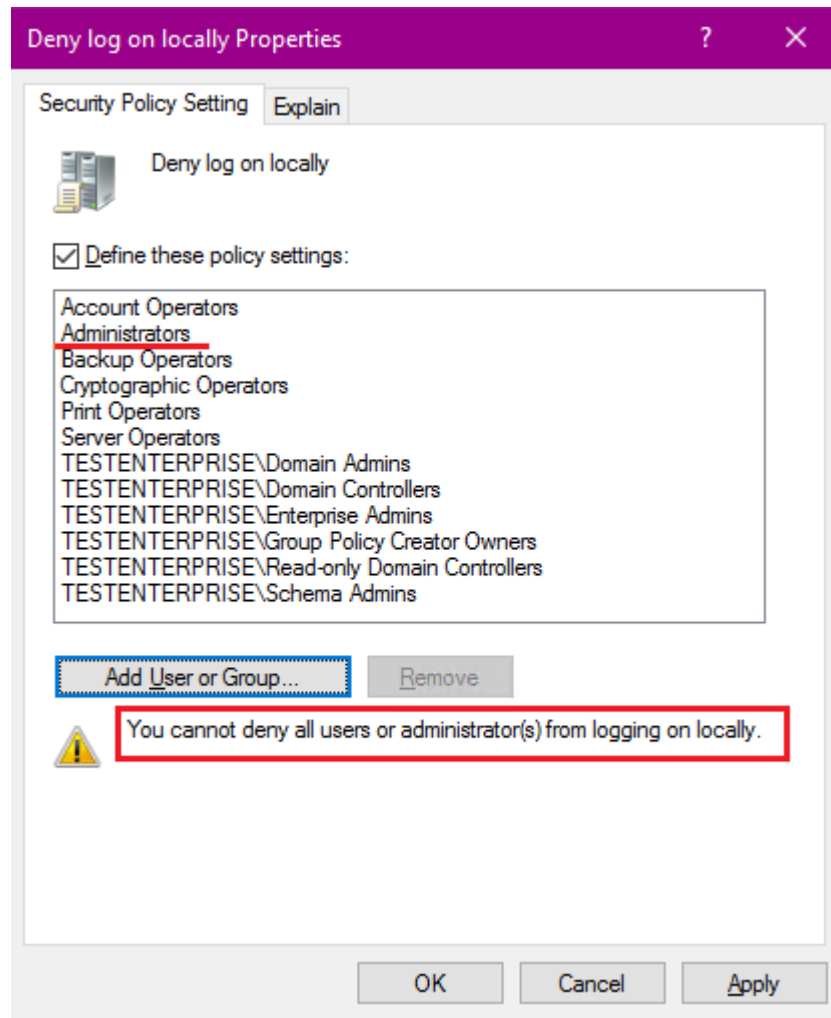 Deny log on locally Properties
Security Policy Setting
Explain
Deny log on locally
Define these policy settings:
Account Operators
Administrators
Backup Operators
Cryptographic Operators
Print Operators
Server Operators
TESTENTERPRISE\Domain Admins
TESTENTERPRISE\Domain Controllers
TESTENTERPRISE\Enterprise Admins
TESTENTERPRISE\Group Policy Creator Owners
TESTENTERPRISE\Read-only Domain Controllers
TESTENTERPRISE\Schema Admins
Add User or Group...
Remove
You cannot deny all users or administrator(s) from logging on locally.
OK
Cancel
Apply